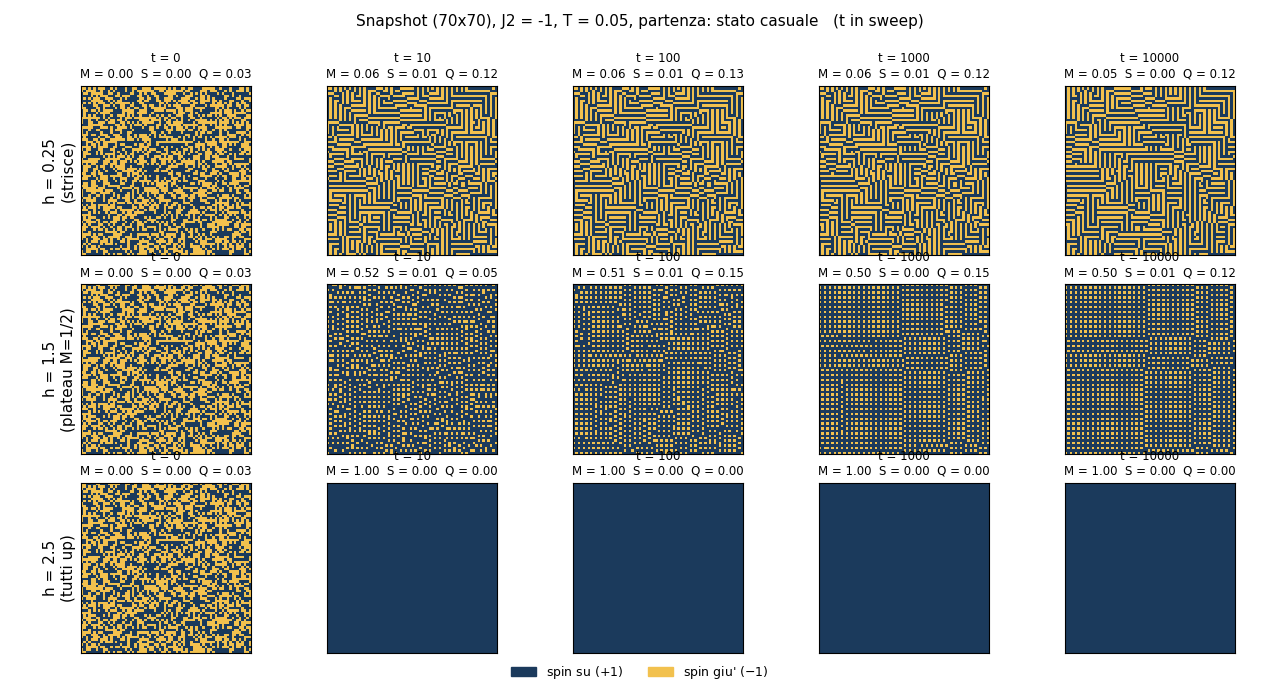 Snapshot (70x70), J2 = -1, T = 0.05, partenza: stato casuale (t in sweep)
t = 0
M = 0.00 S = 0.00 Q = 0.03
t = 10
M = 0.06 S = 0.01 Q = 0.12
t = 100
M = 0.06 S = 0.01 Q = 0.13
t = 1000
M = 0.06 S = 0.01 Q = 0.12
t = 10000
M = 0.05 S = 0.00 Q = 0.12
h = 0.25
(strisce)
t = 0
M = 0.00 S = 0.00 Q = 0.03
t = 10
M = 0.52 S = 0.01 Q = 0.05
t = 100
M = 0.51 S = 0.01 Q = 0.15
t = 1000
M = 0.50 S = 0.00 Q = 0.15
t = 10000
M = 0.50 S = 0.01 Q = 0.12
h = 1.5
(plateau M=1/2)
t = 0
M = 0.00 S = 0.00 Q = 0.03
t = 10
M = 1.00 S = 0.00 Q = 0.00
t = 100
M = 1.00 S = 0.00 Q = 0.00
t = 1000
M = 1.00 S = 0.00 Q = 0.00
t = 10000
M = 1.00 S = 0.00 Q = 0.00
h = 2.5
(tutti up)
spin su (+1)
spin giu' (−1)